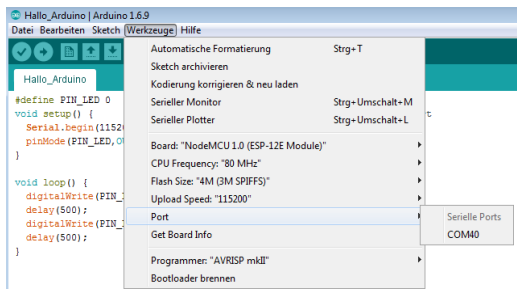 Hallo_Arduino | Arduino 1.6.9
Datei Bearbeiten Sketch Werkzeuge Hilfe
Hallo_Arduino
Automatische Formatierung Strg+T
Sketch archivieren
Kodierung korrigieren & neu laden
Serieller Monitor Strg+Umschalt+M
Serieller Plotter Strg+Umschalt+L
Board: "NodeMCU 1.0 (ESP-12E Module)"
CPU Frequency: "80 MHz"
Flash Size: "4M (3M SPIFFS)"
Upload Speed: "115200"
Port
Get Board Info
Programmer: "AVRISP mkII"
Bootloader brennen
Serielle Ports
COM40
#define PIN_LED 0
void setup() {
Serial.begin(1152
pinMode(PIN_LED,OU
}
void loop() {
digitalWrite(PIN_
delay(500);
digitalWrite(PIN_
delay(500);
}